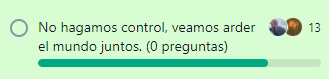 No hagamos control, veamos arder
el mundo juntos. (0 preguntas)
13